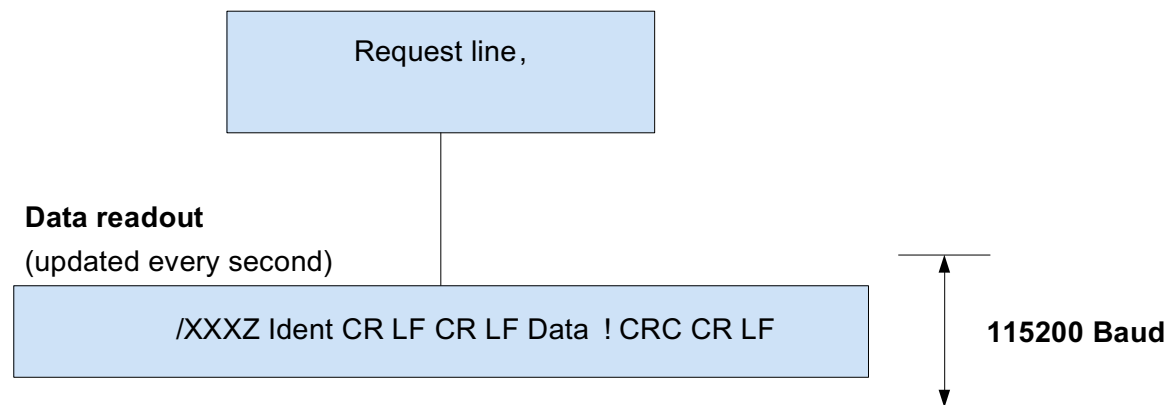 Request line,
Data readout
(updated every second)
/XXXZ Ident CR LF CR LF Data ! CRC CR LF
115200 Baud